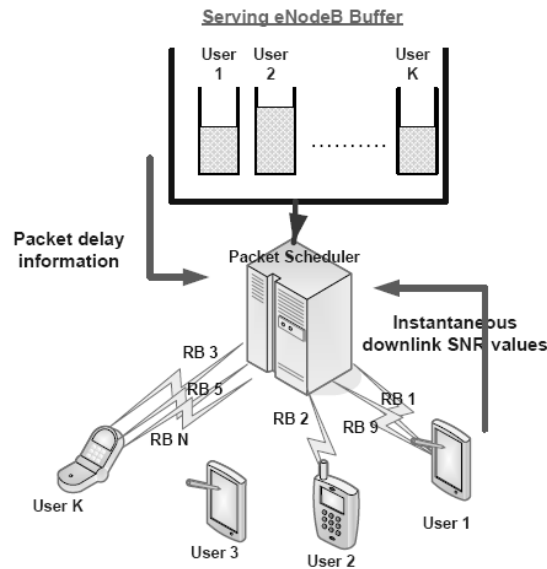 Serving eNodeB Buffer
User
1
User
2
User
K
..........
Packet delay
information
Packet Scheduler
Instantaneous
downlink SNR values
RB 3
RB 5
RB N
RB 2
RB 1
RB 9
User K
User 3
User 2
User 1